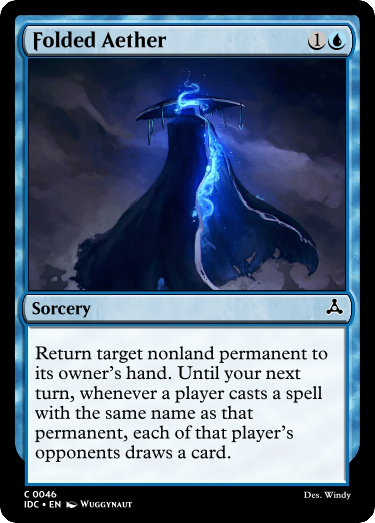 Folded Aether 1
Sorcery
Return target nonland permanent to
its owner's hand. Until your next
turn, whenever a player casts a spell
with the same name as that
permanent, each of that player's
opponents draws a card.
C 0046
IDC • EN Wuggynaut
Des. Windy